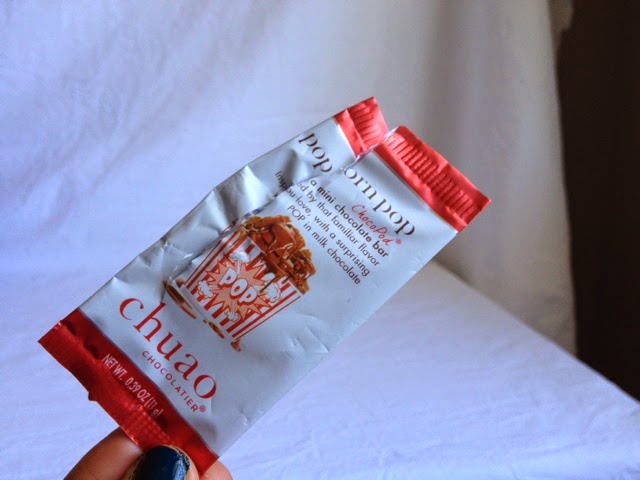 popcorn pop
ChocoPod®
a mini chocolate bar
by that familiar flavor
love, with a surprising
POP in milk chocolate
POP
chuao
CHOCOLATIER®
NET WT. 0.39 OZ (11 g)